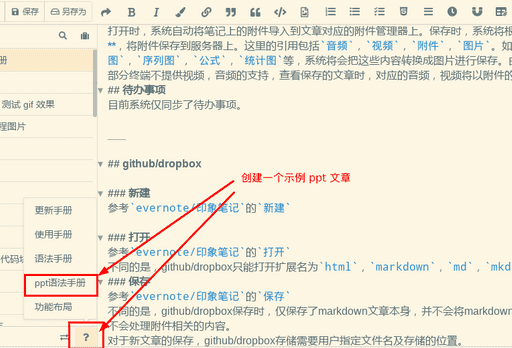 保存 另存为
打开时，系统自动将笔记上的附件导入到文章对应的附件管理器上。保存时，系统将根
**，将附件保存到服务器上。这里的引用包括`音频`，`视频`，`附件`，`图片`。如
图`，`序列图`，`公式`，`统计图`等，系统将会把这些内容转换成图片进行保存。由
部分终端不提供视频，音频的支持，查看保存的文章时，对应的音频，视频将以附件的
## 待办事项
目前系统仅同步了待办事项。
册
测试 gif 效果
程图片
代码块
___
## github/dropbox
创建一个示例 ppt 文章
### 新建
参考`evernote/印象笔记`的`新建`
### 打开
参考`evernote/印象笔记`的`打开`
不同的是，github/dropbox只能打开扩展名为`html`，`markdown`，`md`，`mkd
### 保存
参考`evernote/印象笔记`的`保存`
不同的是，github/dropbox保存时，仅保存了markdown文章本身，并不会将markdown
不会处理附件相关的内容。
对于新文章的保存，github/dropbox存储需要用户指定文件名及存储的位置。
更新手册
使用手册
语法手册
ppt语法手册
功能布局
?